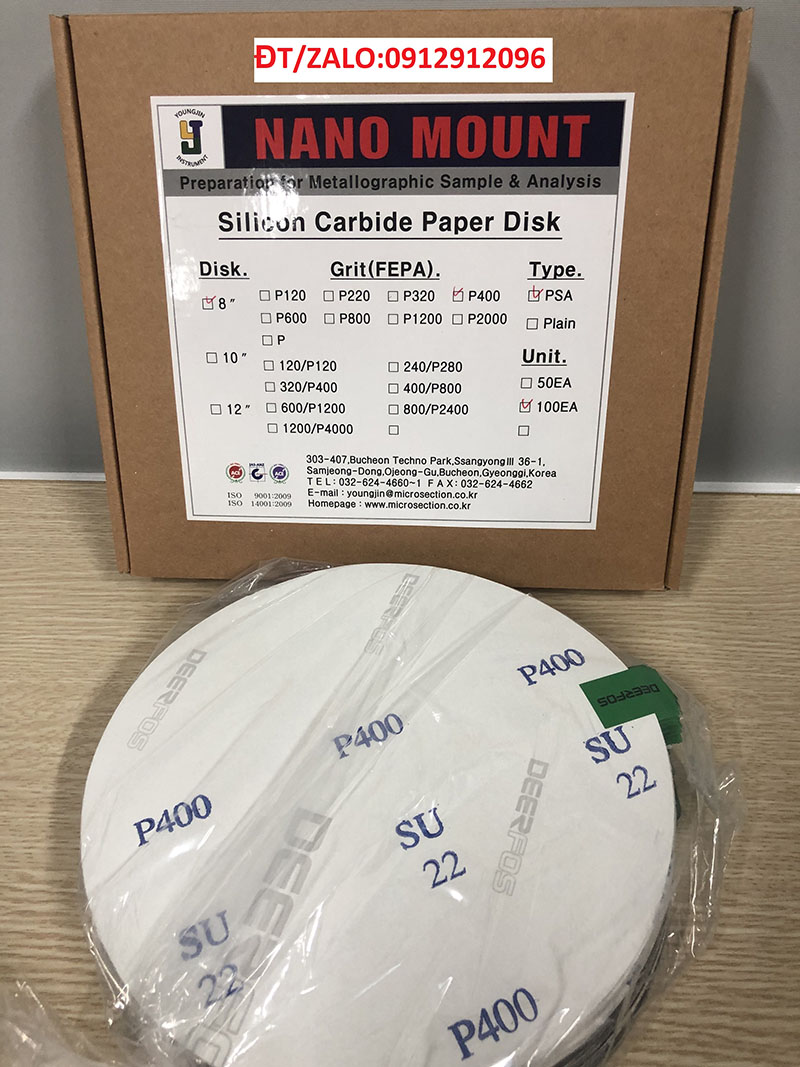 ĐT/ZALO:0912912096
YOUNGJIN
INSTRUMENT
NANO MOUNT
Preparation for Metallographic Sample & Analysis
Silicon Carbide Paper Disk
Disk. Grit(FEPA). Type.
8" P120 P220 P320 P400 PSA
P600 P800 P1200 P2000 Plain
P
Unit.
10" 120/P120 240/P280
320/P400 400/P800 50EA
12" 600/P1200 800/P2400 100EA
1200/P4000
303-407,Bucheon Techno Park,SsangyongⅢ 36-1,
Samjeong-Dong,Ojeong-Gu,Bucheon,Gyeonggi,Korea
TEL:032-624-4660~1 FAX:032-624-4662
E-mail : youngjin@microsection.co.kr
Homepage : www.microsection.co.kr
ISO 9001:2009
ISO 14001:2009
DEERFOS
DEERFOS
P400
DEERFOS
P400
SU
22
DEERFOS
P400
SU
22
DEERFOS
SU
22
P400